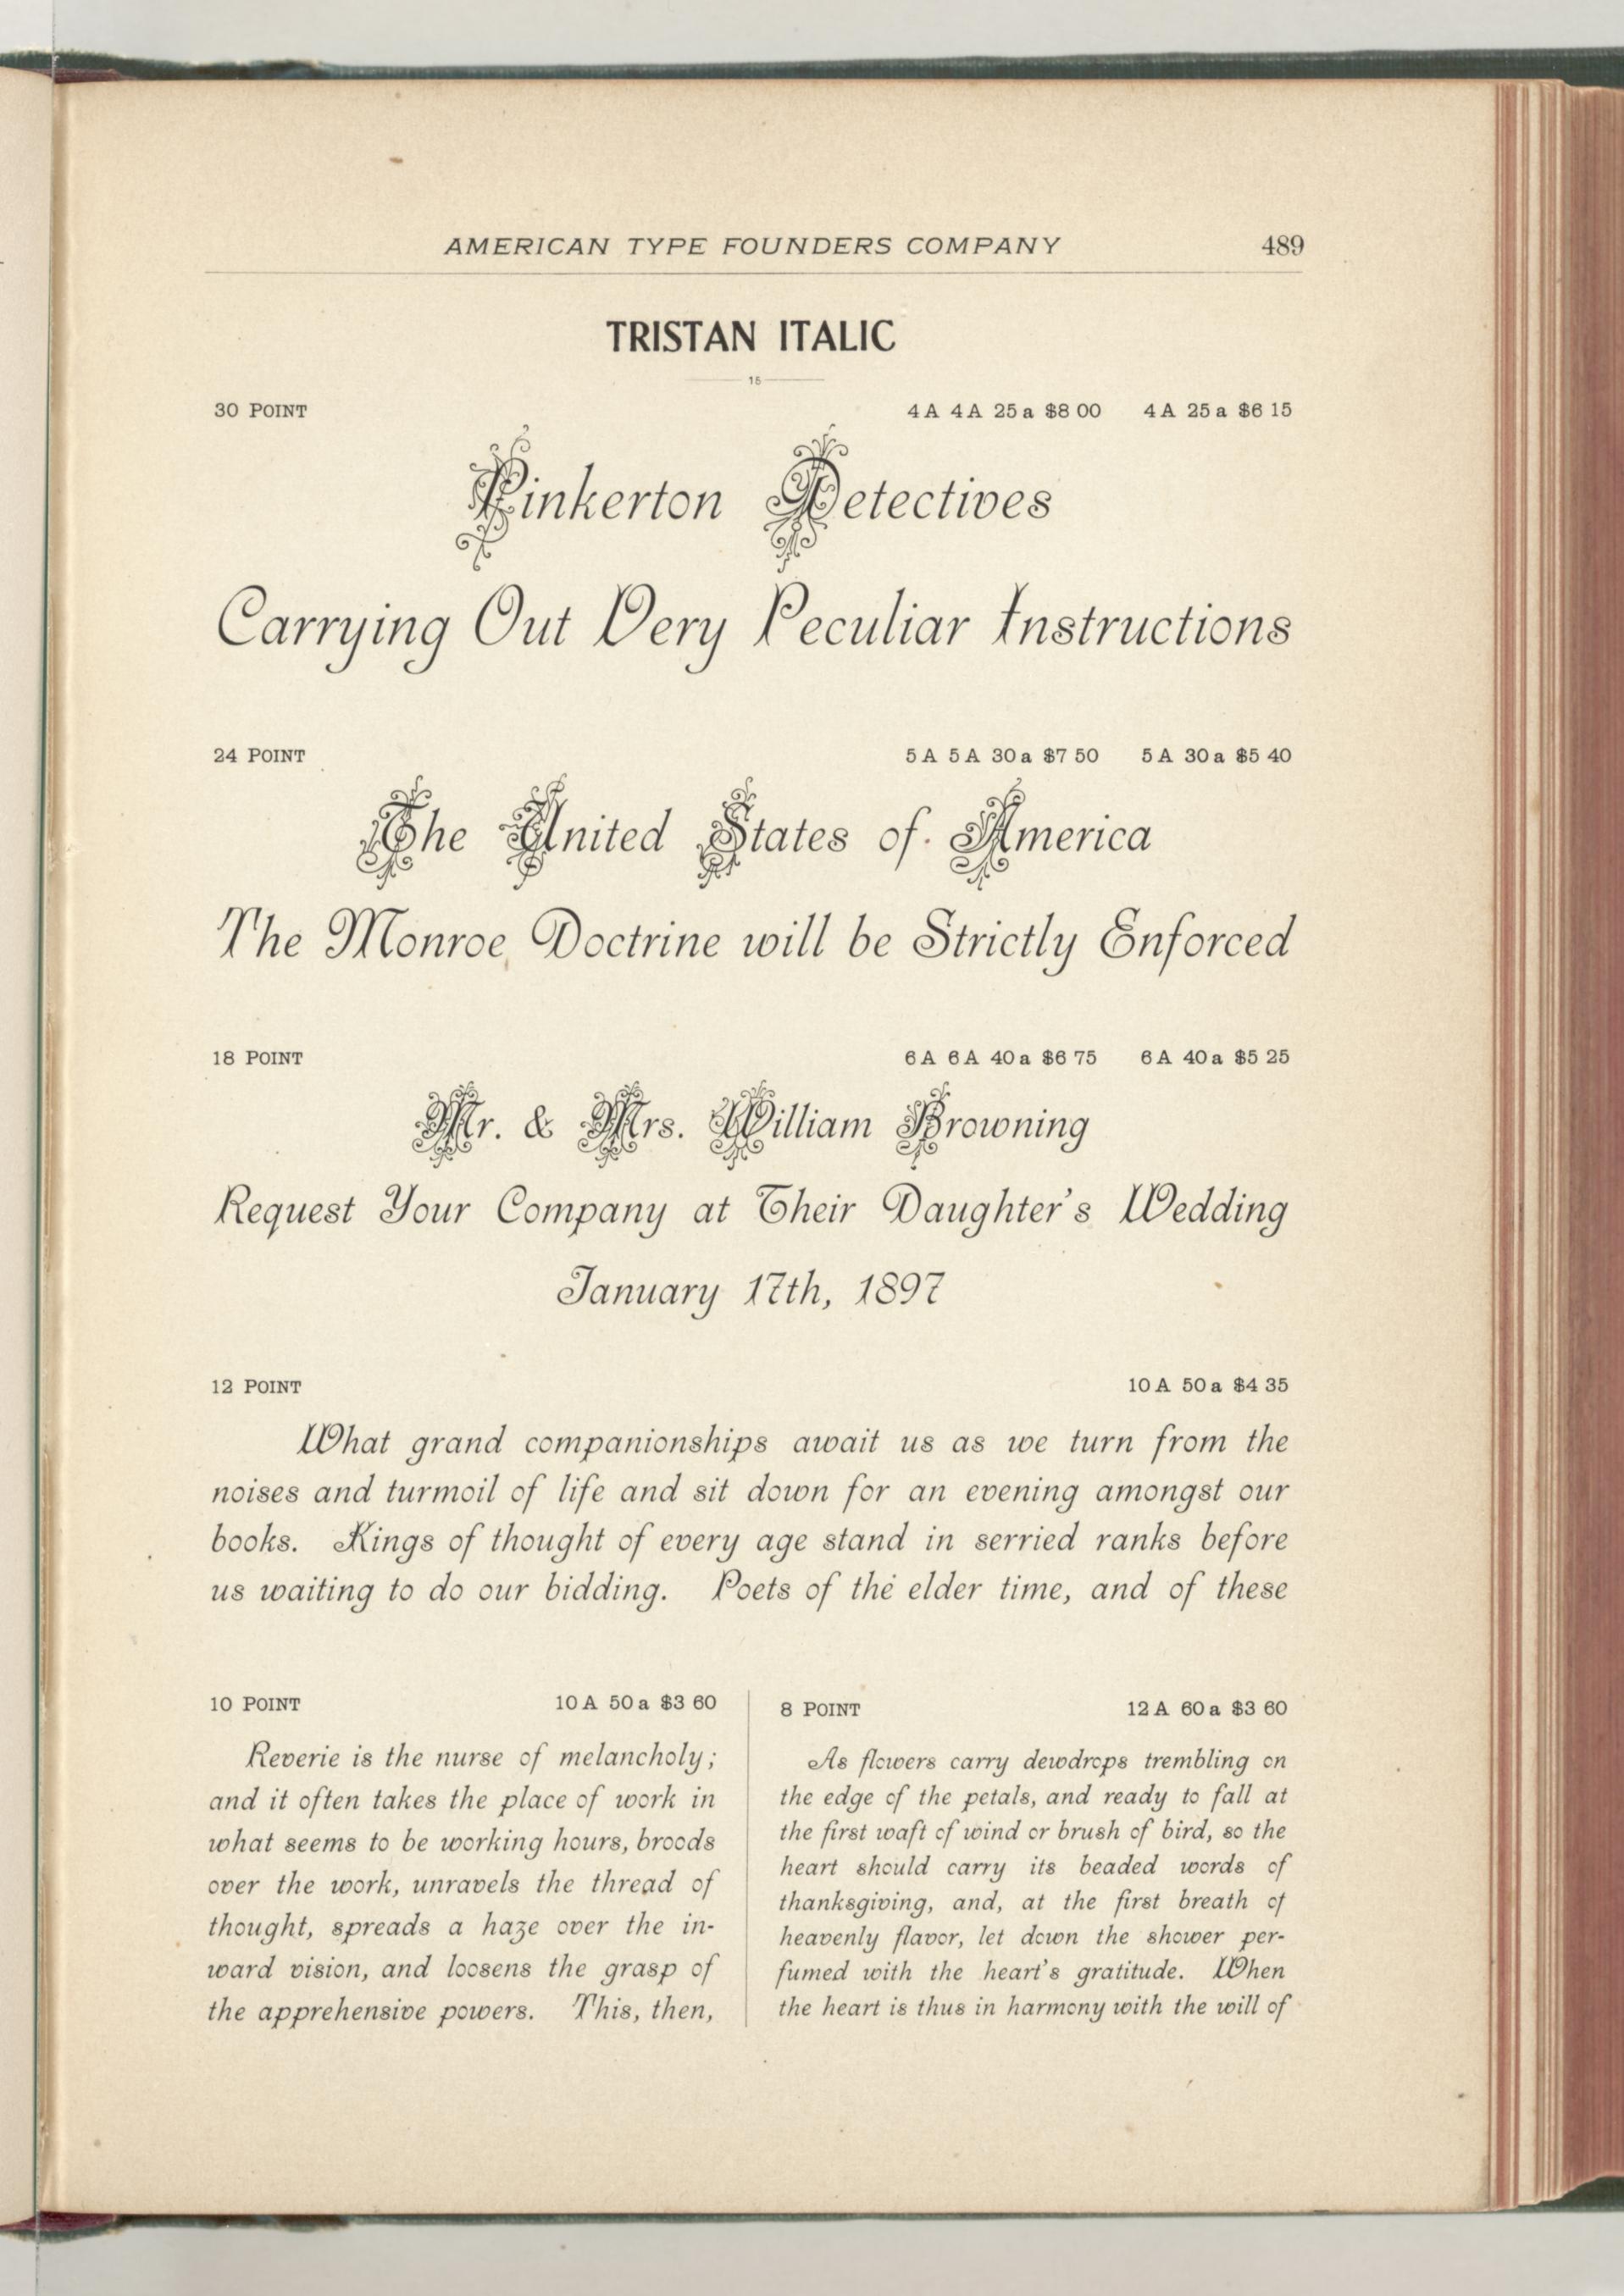 AMERICAN TYPE FOUNDERS COMPANY 489
TRISTAN ITALIC
15
30 POINT 4 A 4 A 25 a $8 00 4 A 25 a $6 15
Pinkerton Detectives
Carrying Out Very Peculiar Instructions
24 POINT 5 A 5 A 30 a $7 50 5 A 30 a $5 40
The United States of America
The Monroe Doctrine will be Strictly Enforced
18 POINT 6 A 6 A 40 a $6 75 6 A 40 a $5 25
Mr. & Mrs. William Browning
Request Your Company at Their Daughter's Wedding
January 17th, 1897
12 POINT 10 A 50 a $4 35
What grand companionships await us as we turn from the
noises and turmoil of life and sit down for an evening amongst our
books. Kings of thought of every age stand in serried ranks before
us waiting to do our bidding. Poets of the elder time, and of these
10 POINT 10 A 50 a $3 60
Reverie is the nurse of melancholy;
and it often takes the place of work in
what seems to be working hours, broods
over the work, unravels the thread of
thought, spreads a haze over the in-
ward vision, and loosens the grasp of
the apprehensive powers. This, then,
8 POINT 12 A 60 a $3 60
As flowers carry dewdrops trembling on
the edge of the petals, and ready to fall at
the first waft of wind or brush of bird, so the
heart should carry its beaded words of
thanksgiving, and, at the first breath of
heavenly flavor, let down the shower per-
fumed with the heart's gratitude. When
the heart is thus in harmony with the will of